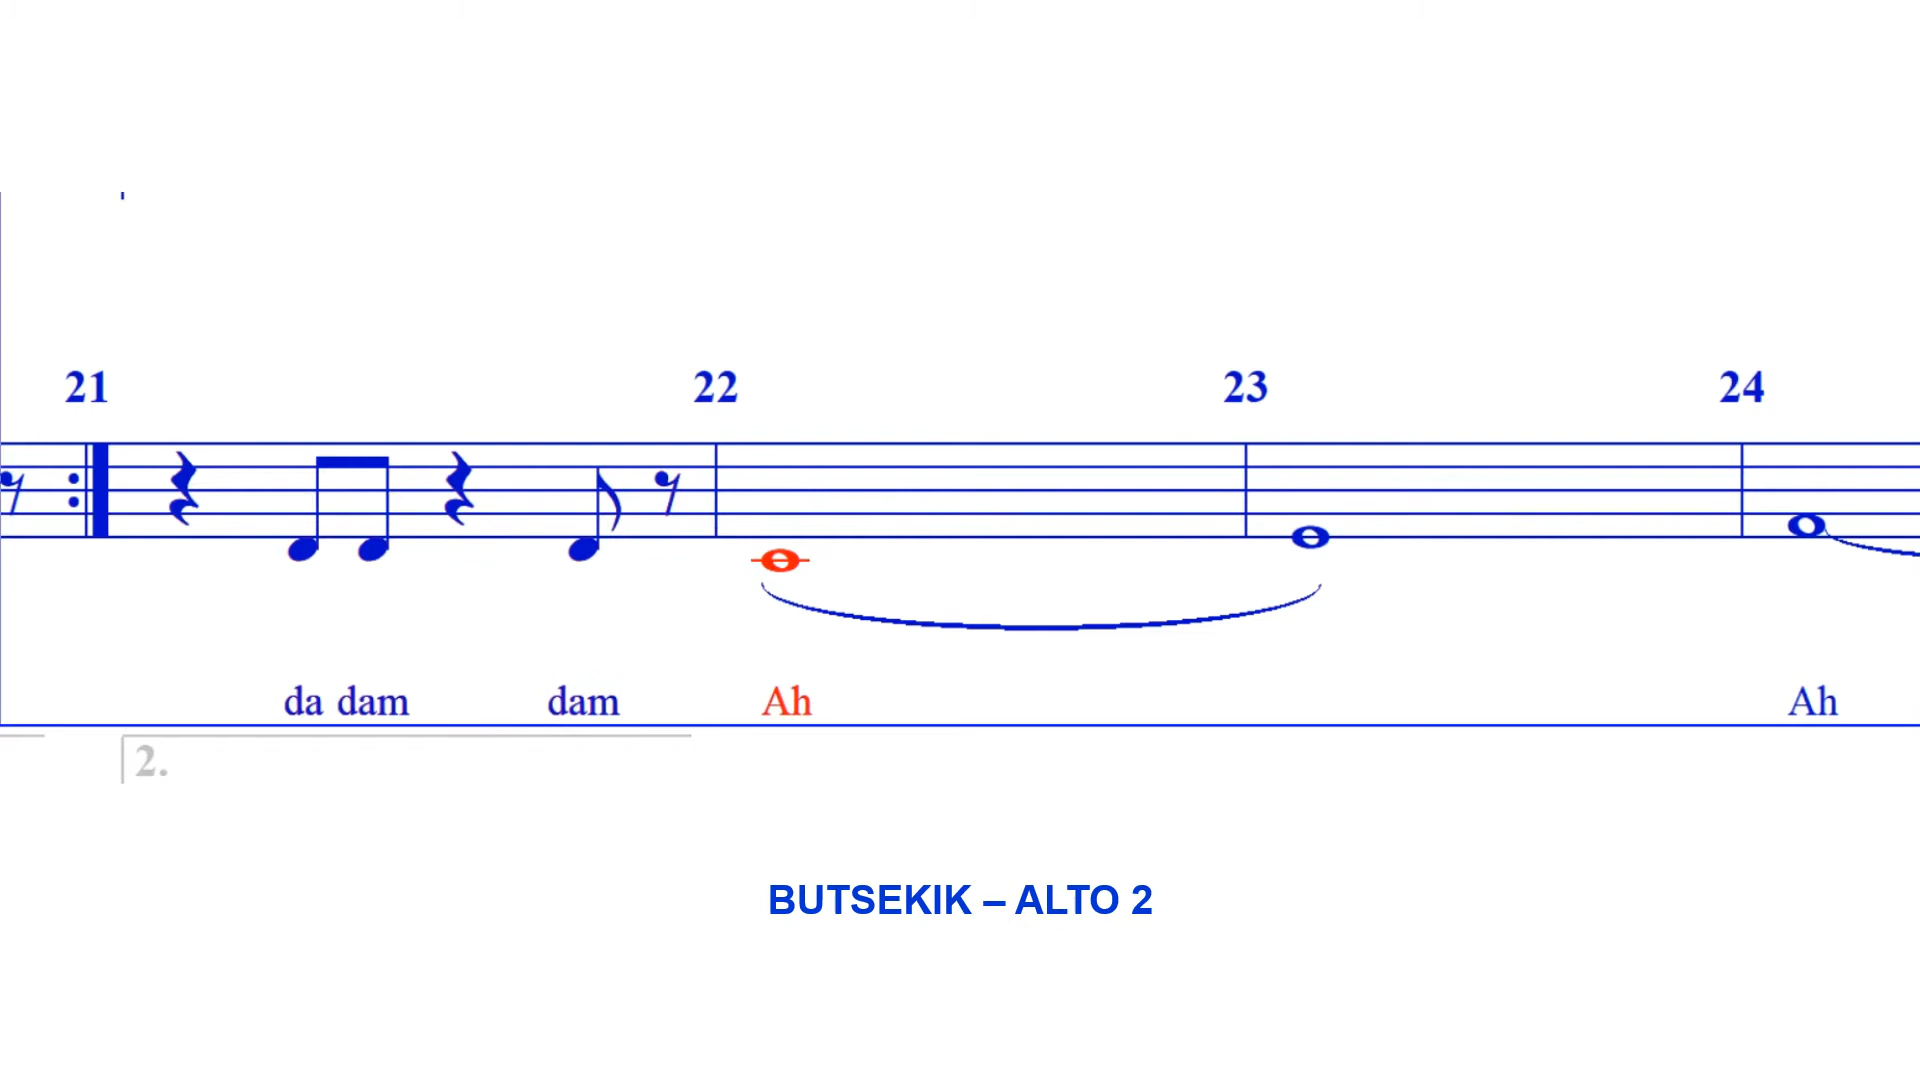 21 22 23 24
da dam dam Ah Ah
2.
BUTSEKIK – ALTO 2